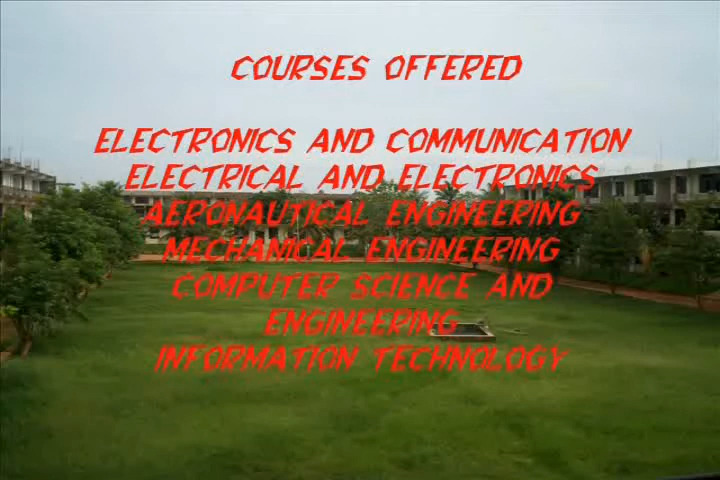 COURSES OFFERED
ELECTRONICS AND COMMUNICATION
ELECTRICAL AND ELECTRONICS
AERONAUTICAL ENGINEERING
MECHANICAL ENGINEERING
COMPUTER SCIENCE AND
ENGINEERING
INFORMATION TECHNOLOGY